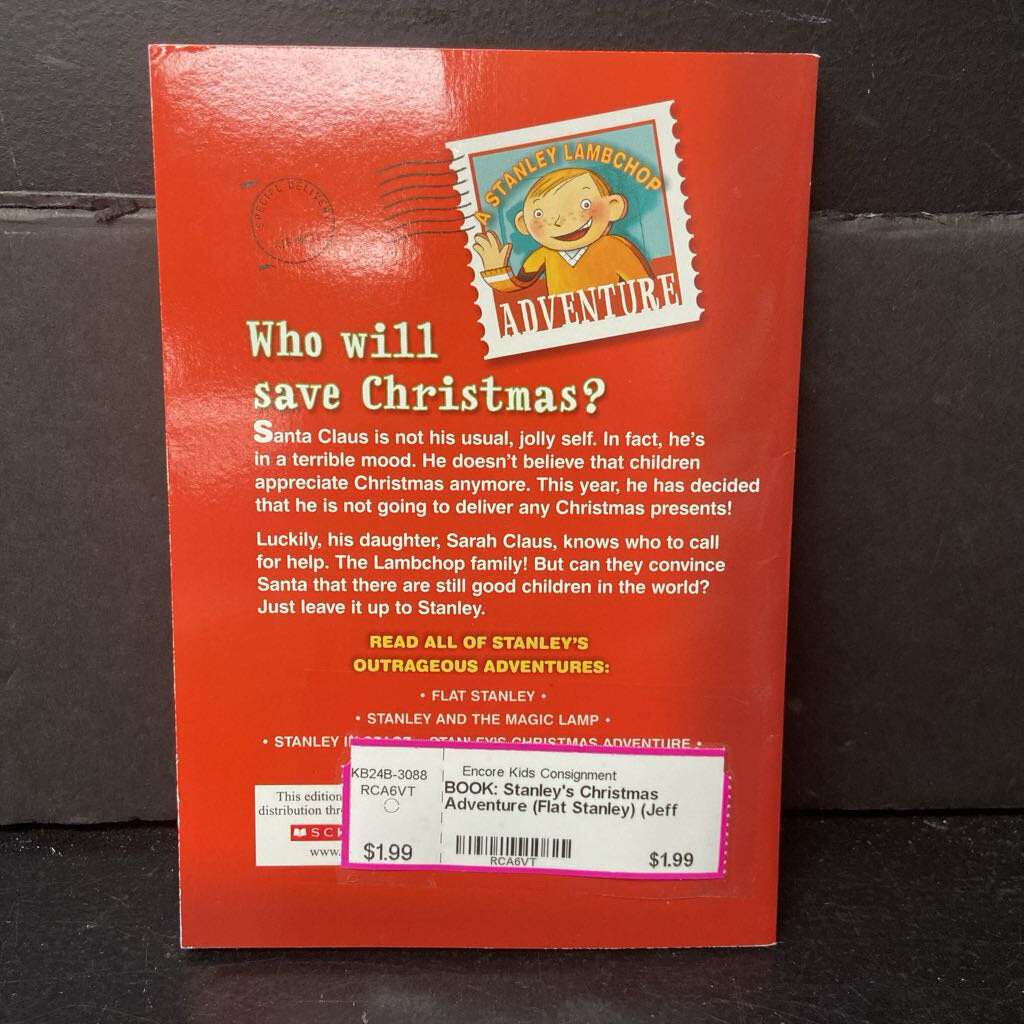 SPECIAL DELIVERY
A STANLEY LAMBCHOP
ADVENTURE
Who will
save Christmas?
Santa Claus is not his usual, jolly self. In fact, he's
in a terrible mood. He doesn't believe that children
appreciate Christmas anymore. This year, he has decided
that he is not going to deliver any Christmas presents!
Luckily, his daughter, Sarah Claus, knows who to call
for help. The Lambchop family! But can they convince
Santa that there are still good children in the world?
Just leave it up to Stanley.
READ ALL OF STANLEY'S
OUTRAGEOUS ADVENTURES:
• FLAT STANLEY •
• STANLEY AND THE MAGIC LAMP •
• STANLEY STANLEY'S CHRISTMAS ADVENTURE •
This edition
distribution
www.
KB24B-3088
RCA6VT
$1.99
Encore Kids Consignment
BOOK: Stanley's Christmas
Adventure (Flat Stanley) (Jeff
RCA6VT
$1.99